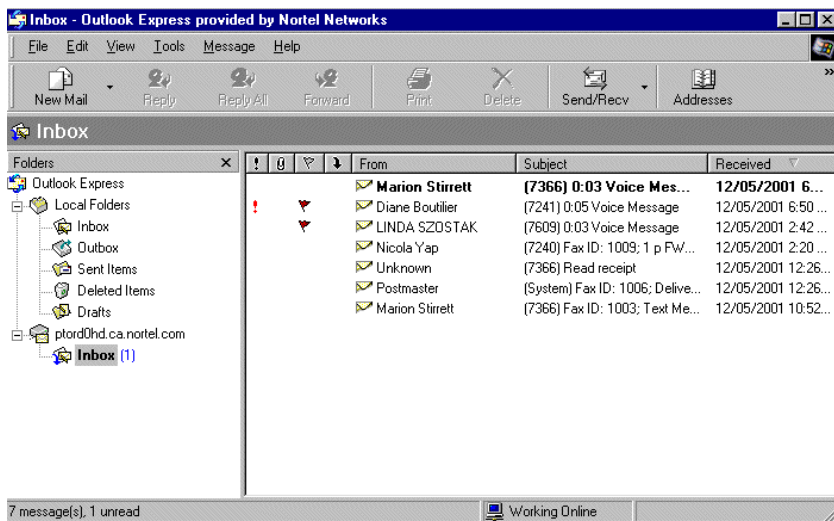 Inbox - Outlook Express provided by Nortel Networks
File Edit View Tools Message Help
New Mail Reply Reply All Forward Print Delete Send/Recv Addresses »
Inbox
Folders x
Outlook Express
Local Folders
Inbox
Outbox
Sent Items
Deleted Items
Drafts
ptord0hd.ca.nortel.com
Inbox (1)
! From Subject Received
Marion Stirrett (7366) 0:03 Voice Mes... 12/05/2001 6...
! Diane Boutilier (7241) 0:05 Voice Message 12/05/2001 6:50 ...
LINDA SZOSTAK (7609) 0:03 Voice Message 12/05/2001 2:42 ...
Nicola Yap (7240) Fax ID: 1009; 1 p FW... 12/05/2001 2:20 ...
Unknown (7366) Read receipt 12/05/2001 12:26...
Postmaster (System) Fax ID: 1006; Delive... 12/05/2001 12:26...
Marion Stirrett (7366) Fax ID: 1003; Text Me... 12/05/2001 10:52...
7 message(s), 1 unread Working Online